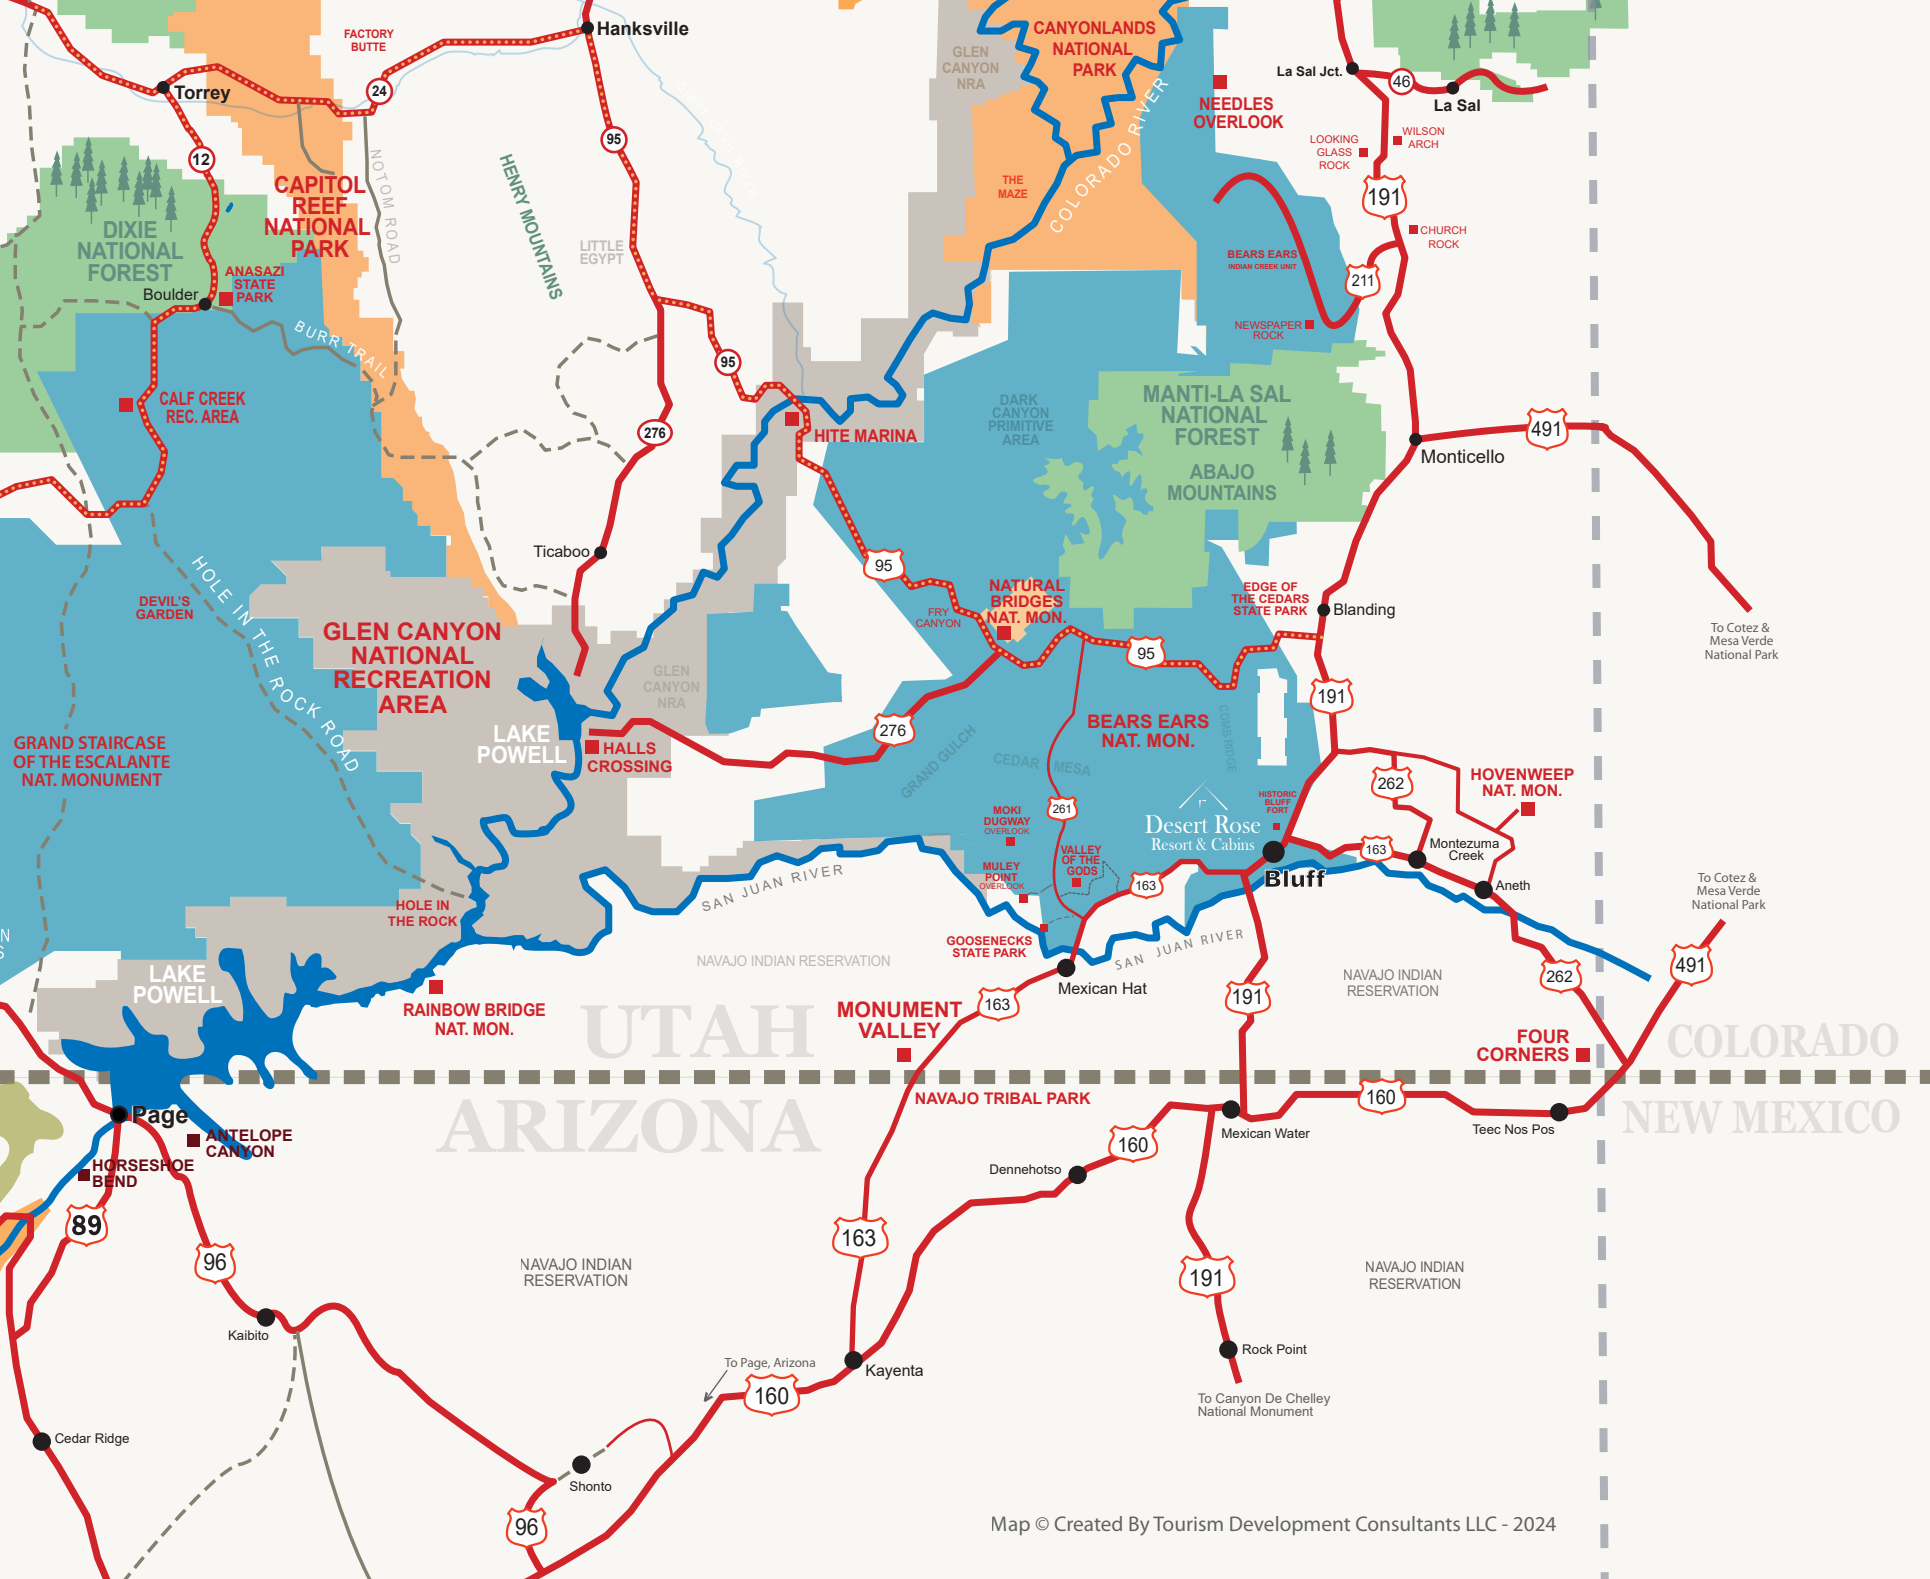 Hanksville
FACTORY
BUTTE
24
Torrey
12
95
CAPITOL
REEF
NATIONAL
PARK
NOTOM ROAD
HENRY MOUNTAINS
LITTLE
EGYPT
DIRTY DEVIL RIVER
DIXIE
NATIONAL
FOREST
ANASAZI
STATE
PARK
Boulder
BURR TRAIL
CALF CREEK
REC. AREA
GLEN
CANYON
NRA
CANYONLANDS
NATIONAL
PARK
COLORADO RIVER
THE
MAZE
NEEDLES
OVERLOOK
La Sal Jct.
46
La Sal
LOOKING
GLASS
ROCK
WILSON
ARCH
191
CHURCH
ROCK
BEARS EARS
INDIAN CREEK UNIT
211
NEWSPAPER
ROCK
95
276
HITE MARINA
DARK
CANYON
PRIMITIVE
AREA
MANTI-LA SAL
NATIONAL
FOREST
ABAJO
MOUNTAINS
491
Monticello
Ticaboo
95
FRY
CANYON
NATURAL
BRIDGES
NAT. MON.
EDGE OF
THE CEDARS
STATE PARK
Blanding
To Cotez &
Mesa Verde
National Park
DEVIL'S
GARDEN
HOLE IN THE ROCK ROAD
GLEN CANYON
NATIONAL
RECREATION
AREA
GLEN
CANYON
NRA
95
191
GRAND STAIRCASE
OF THE ESCALANTE
NAT. MONUMENT
LAKE
POWELL
HALLS
CROSSING
276
GRAND GULCH
CEDAR MESA
BEARS EARS
NAT. MON.
COMB RIDGE
261
MOKI
DUGWAY
OVERLOOK
MULEY
POINT
OVERLOOK
VALLEY
OF THE
GODS
Desert Rose
Resort & Cabins
HISTORIC
BLUFF
FORT
262
HOVENWEEP
NAT. MON.
163
Montezuma
Creek
Aneth
Bluff
163
SAN JUAN RIVER
HOLE IN
THE ROCK
GOOSENECKS
STATE PARK
SAN JUAN RIVER
To Cotez &
Mesa Verde
National Park
N
S
LAKE
POWELL
NAVAJO INDIAN RESERVATION
Mexican Hat
163
191
NAVAJO INDIAN
RESERVATION
262
491
RAINBOW BRIDGE
NAT. MON.
UTAH
MONUMENT
VALLEY
FOUR
CORNERS
COLORADO
NAVAJO TRIBAL PARK
160
Page
ARIZONA
NEW MEXICO
ANTELOPE
CANYON
HORSESHOE
BEND
Mexican Water
Teec Nos Pos
160
Dennehotso
89
96
163
NAVAJO INDIAN
RESERVATION
191
NAVAJO INDIAN
RESERVATION
Kaibito
Rock Point
To Page, Arizona
Kayenta
160
To Canyon De Chelley
National Monument
Cedar Ridge
Shonto
96
Map © Created By Tourism Development Consultants LLC - 2024